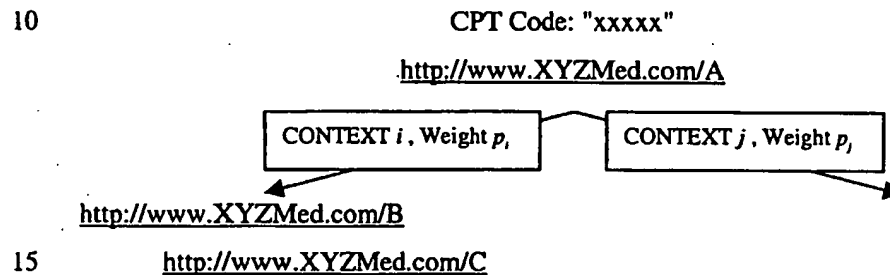 10 CPT Code: "xxxxx"
http://www.XYZMed.com/A
CONTEXT i , Weight pi CONTEXT j , Weight pj
http://www.XYZMed.com/B
15 http://www.XYZMed.com/C